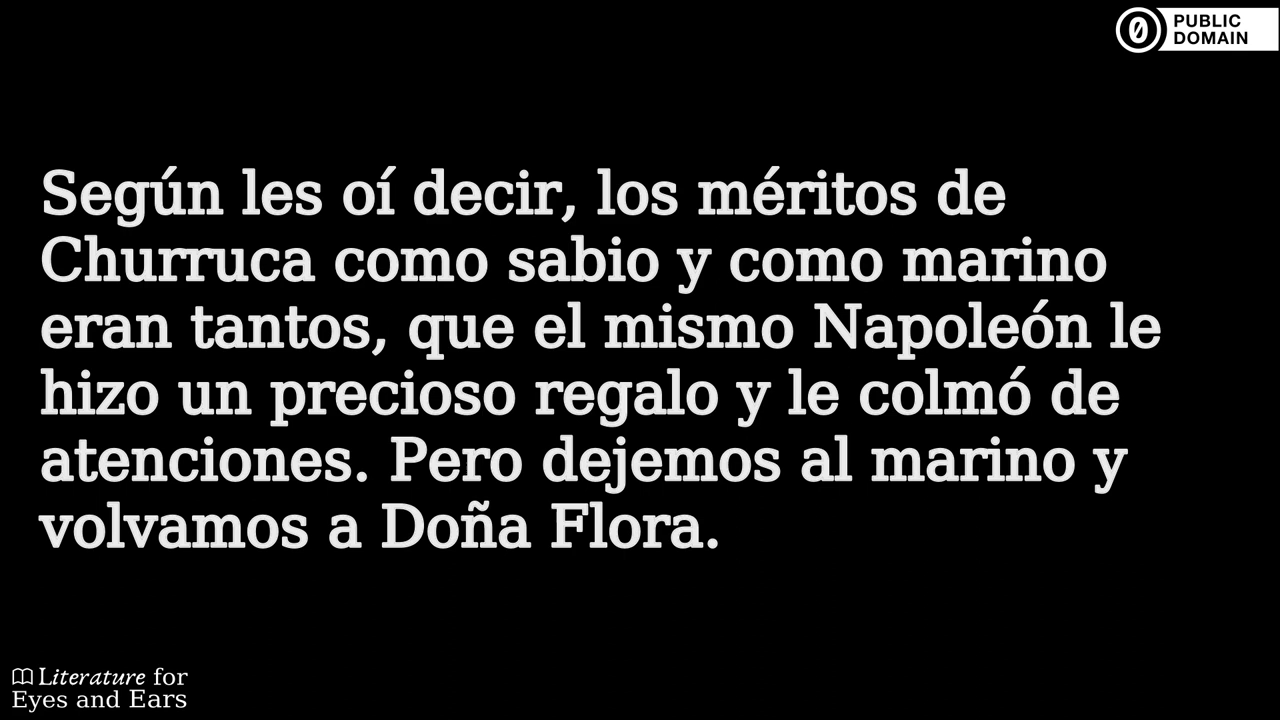 PUBLIC
DOMAIN
Según les oí decir, los méritos de
Churruca como sabio y como marino
eran tantos, que el mismo Napoleón le
hizo un precioso regalo y le colmó de
atenciones. Pero dejemos al marino y
volvamos a Doña Flora.
Literature for
Eyes and Ears